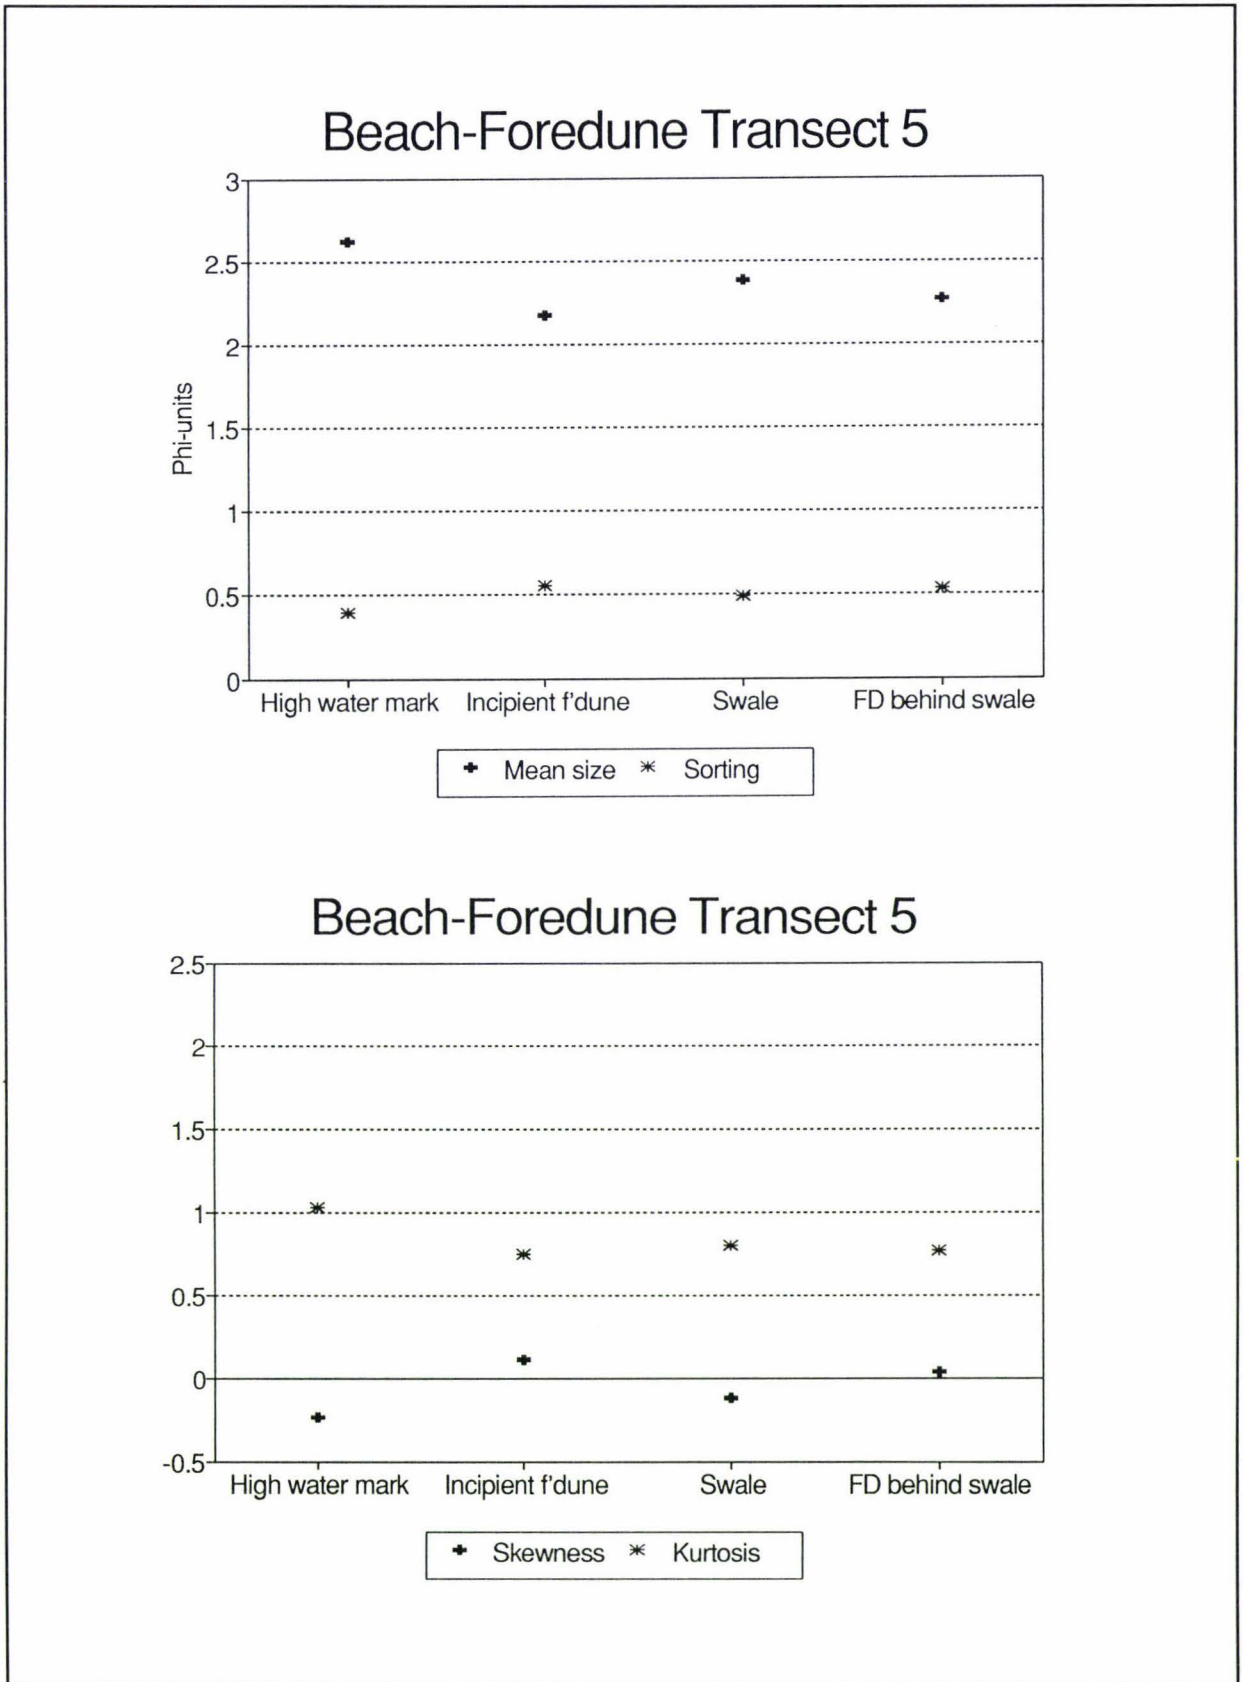 Beach-Foredune Transect 5
3
2.5
2
1.5
1
0.5
0
Phi-units
High water mark Incipient f'dune Swale FD behind swale
Mean size Sorting
Beach-Foredune Transect 5
2.5
2
1.5
1
0.5
0
-0.5
High water mark Incipient f'dune Swale FD behind swale
Skewness Kurtosis